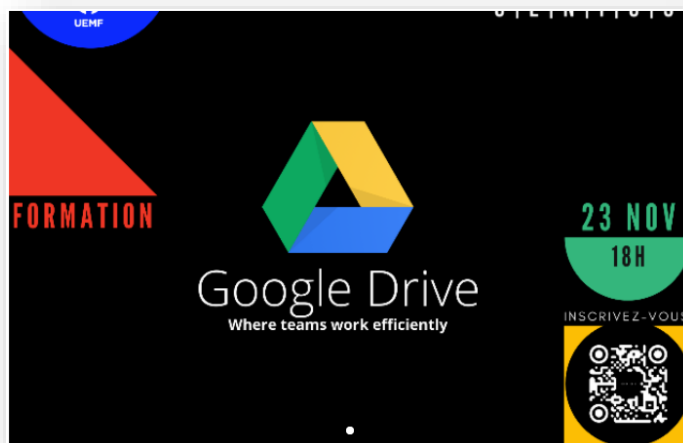 UEMF
FORMATION
Google Drive
Where teams work efficiently
23 NOV
18H
INSCRIVEZ-VOUS